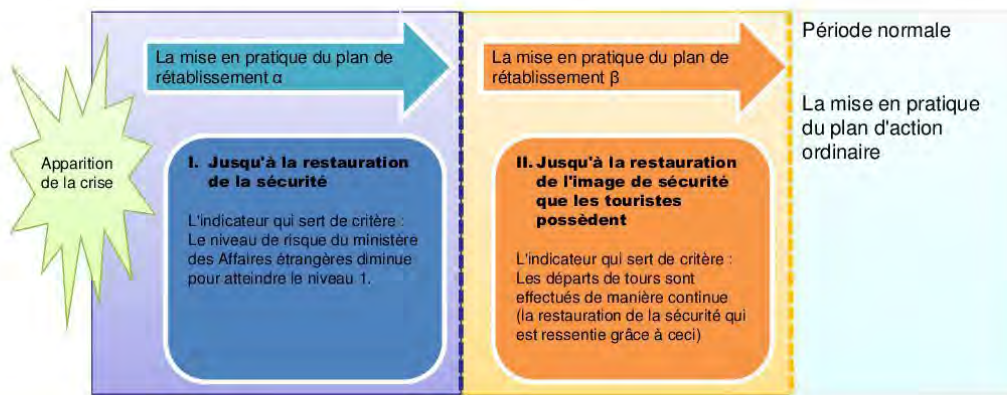 Apparition
de la crise
La mise en pratique du plan de
rétablissement α
I. Jusqu'à la restauration
de la sécurité
L'indicateur qui sert de critère :
Le niveau de risque du ministère
des Affaires étrangères diminue
pour atteindre le niveau 1.
La mise en pratique du plan de
rétablissement β
II. Jusqu'à la restauration
de l'image de sécurité
que les touristes
possèdent
L'indicateur qui sert de critère :
Les départs de tours sont
effectués de manière continue
(la restauration de la sécurité qui
est ressentie grâce à ceci)
Période normale
La mise en pratique
du plan d'action
ordinaire